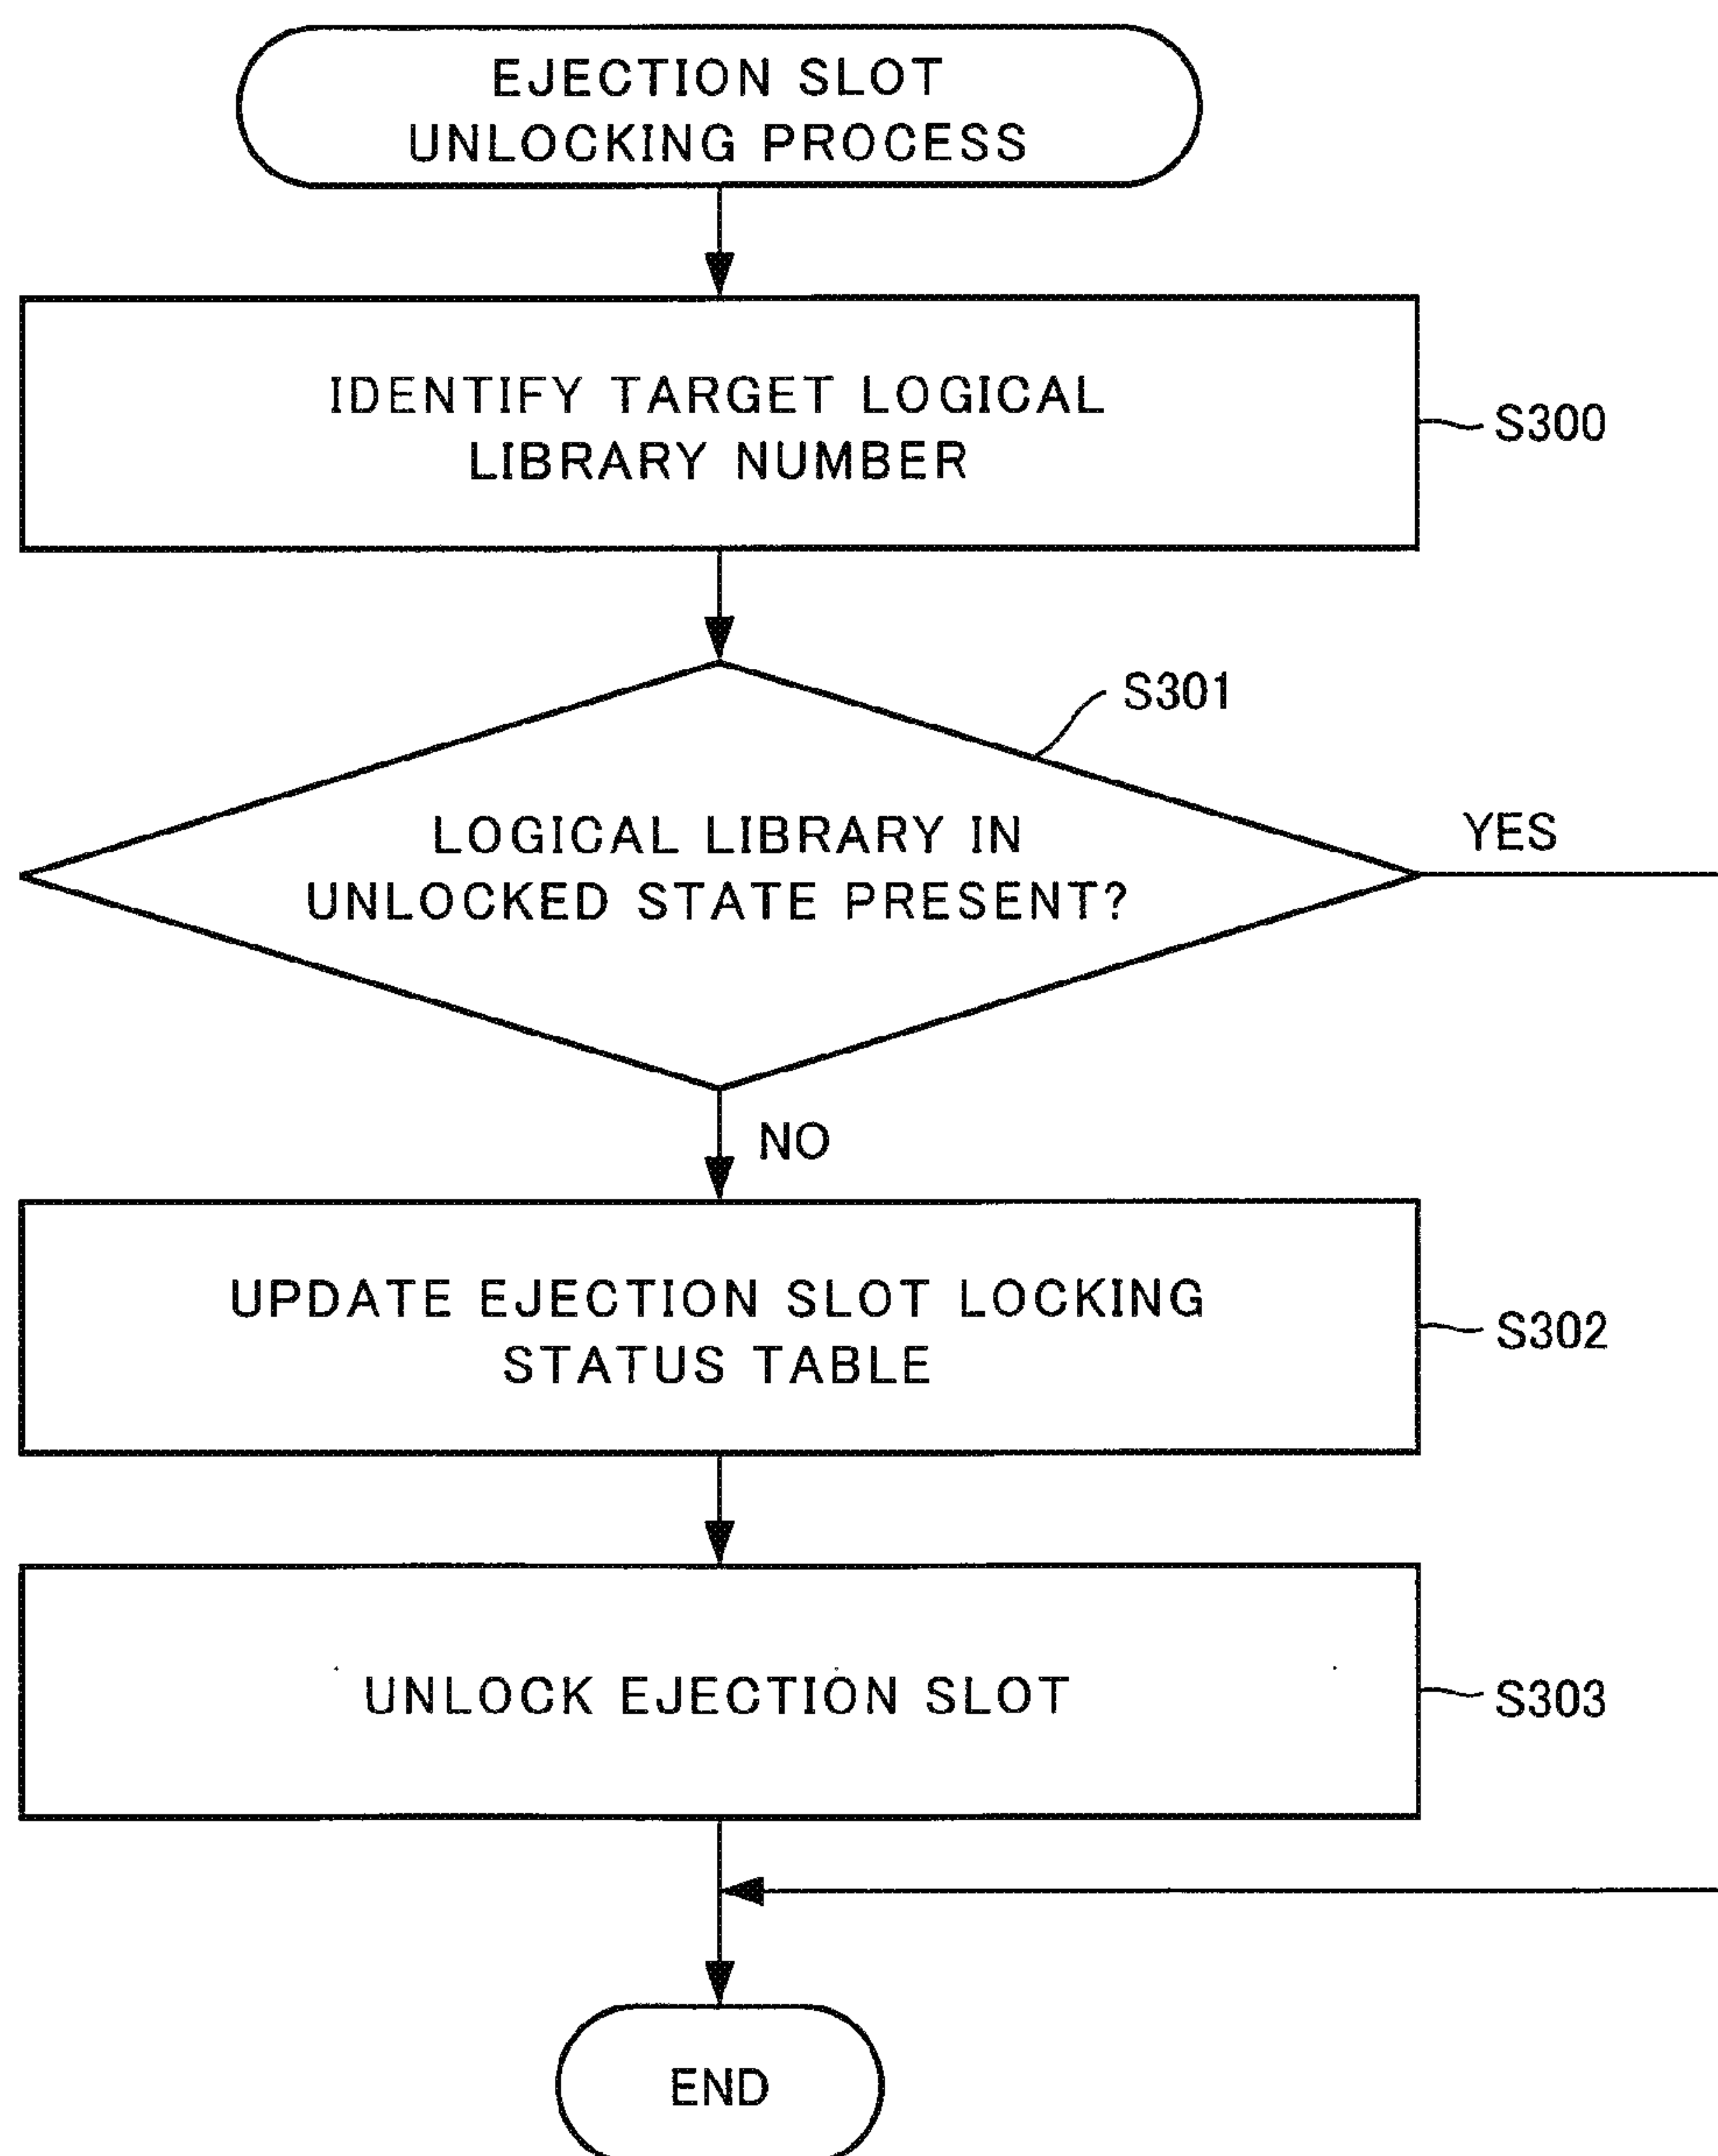 EJECTION SLOT
UNLOCKING PROCESS
IDENTIFY TARGET LOGICAL
LIBRARY NUMBER
S300
S301
LOGICAL LIBRARY IN
UNLOCKED STATE PRESENT?
YES
NO
UPDATE EJECTION SLOT LOCKING
STATUS TABLE
S302
UNLOCK EJECTION SLOT
S303
END